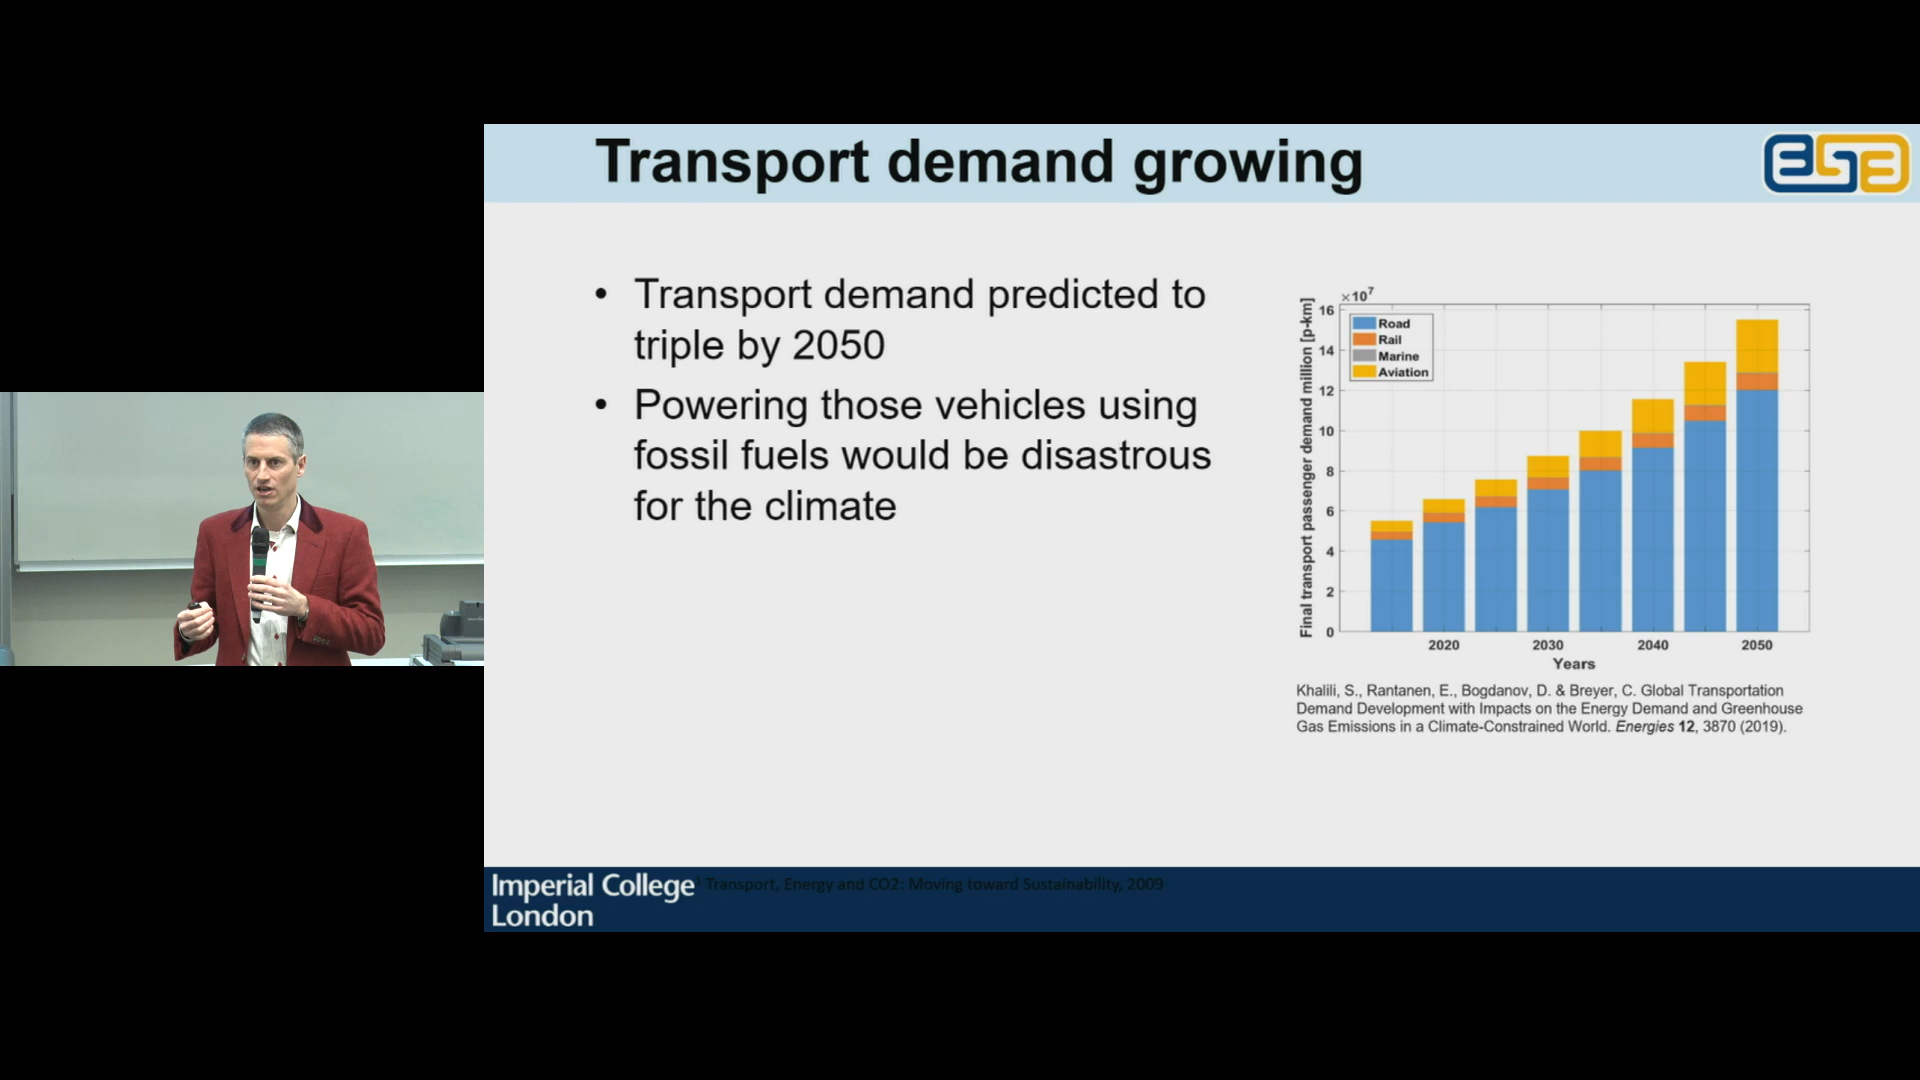 Transport demand growing
• Transport demand predicted to
triple by 2050
• Powering those vehicles using
fossil fuels would be disastrous
for the climate
×10⁷
Final transport passenger demand million [p-km]
16
14
12
10
8
6
4
2
0
Road
Rail
Marine
Aviation
2020
2030
2040
2050
Years
Khalili, S., Rantanen, E., Bogdanov, D. & Breyer, C. Global Transportation
Demand Development with Impacts on the Energy Demand and Greenhouse
Gas Emissions in a Climate-Constrained World. Energies 12, 3870 (2019).
Imperial College
London
Transport, Energy and CO2: Moving toward Sustainability, 2009